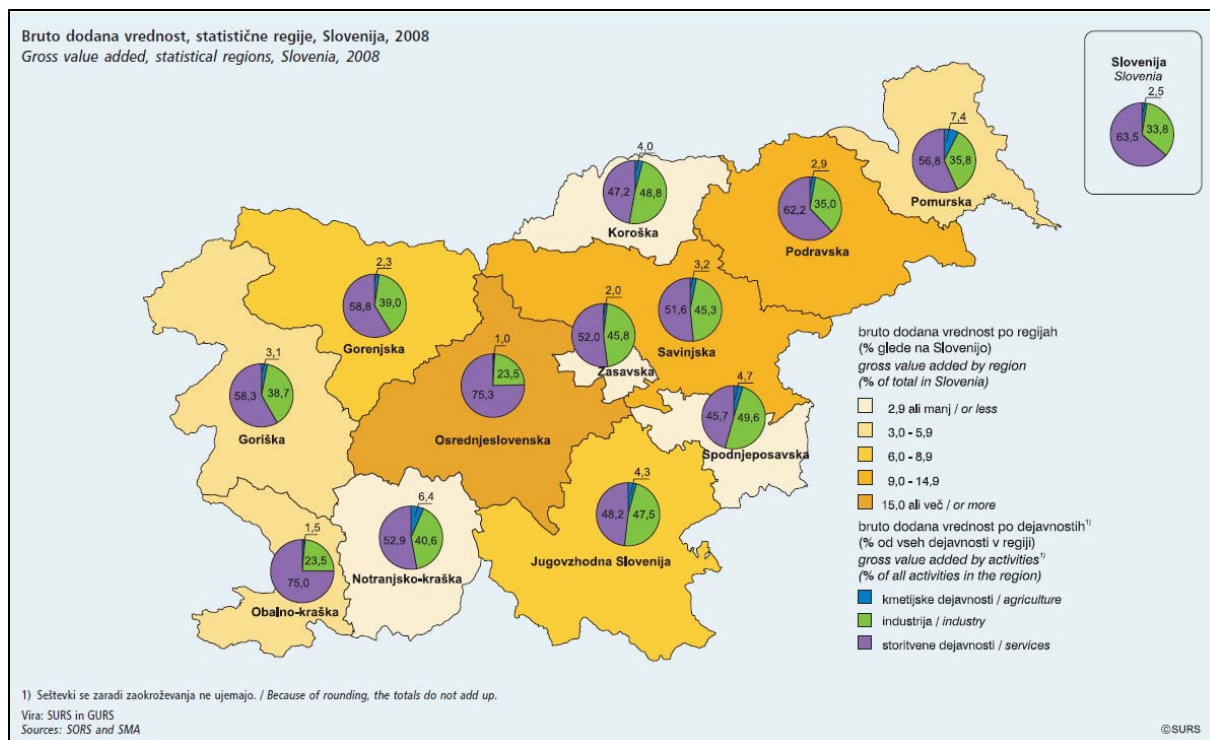 Bruto dodana vrednost, statistične regije, Slovenija, 2008
Gross value added, statistical regions, Slovenia, 2008
Slovenija
Slovenia
2,5
63,5
33,8
7,4
56,8
35,8
Pomurska
4,0
47,2
48,8
Koroška
2,9
62,2
35,0
Podravska
2,3
58,8
39,0
Gorenjska
3,2
51,6
45,3
Savinjska
2,0
52,0
45,8
Zasavska
1,0
23,5
75,3
Osrednjeslovenska
3,1
58,3
38,7
Goriška
4,7
45,7
49,6
Spodnjeposavska
4,3
48,2
47,5
Jugovzhodna Slovenija
6,4
52,9
40,6
Notranjsko-kraška
1,5
23,5
75,0
Obalno-kraška
bruto dodana vrednost po regijah
(% glede na Slovenijo)
gross value added by region
(% of total in Slovenia)
2,9 ali manj / or less
3,0 - 5,9
6,0 - 8,9
9,0 - 14,9
15,0 ali več / or more
bruto dodana vrednost po dejavnostih¹⁾
(% od vseh dejavnosti v regiji)
gross value added by activities¹⁾
(% of all activities in the region)
kmetijske dejavnosti / agriculture
industrija / industry
storitvene dejavnosti / services
1) Seštevki se zaradi zaokroževanja ne ujemajo. / Because of rounding, the totals do not add up.
Vira: SURS in GURS
Sources: SORS and SMA
©SURS